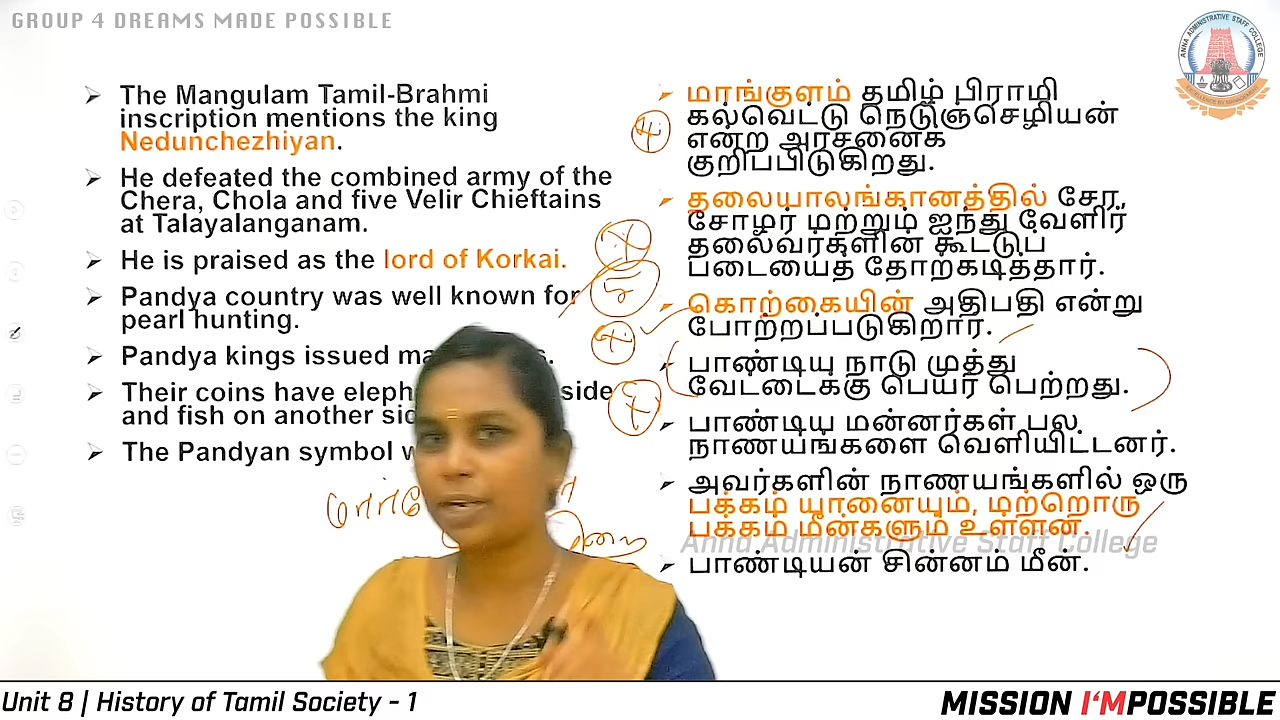 GROUP 4 DREAMS MADE POSSIBLE
ANNA ADMINISTRATIVE STAFF COLLEGE
➢ The Mangulam Tamil-Brahmi
inscription mentions the king
Nedunchezhiyan.
➢ He defeated the combined army of the
Chera, Chola and five Velir Chieftains
at Talayalanganam.
➢ He is praised as the lord of Korkai.
➢ Pandya country was well known for
pearl hunting.
➢ Pandya kings issued
➢ Their coins have side
and fish on another
➢ The Pandyan symbol
➢ மாங்குளம் தமிழ் பிராமி
கல்வெட்டு நெடுஞ்செழியன்
என்ற அரசனைக்
குறிப்பிடுகிறது.
➢ தலையாலங்கானத்தில் சேர,
சோழர் மற்றும் ஐந்து வேளிர்
தலைவர்களின் கூட்டுப்
படையைத் தோற்கடித்தார்.
➢ கொற்கையின் அதிபதி என்று
போற்றப்படுகிறார்.
➢ பாண்டிய நாடு முத்து
வேட்டைக்கு பெயர் பெற்றது.
➢ பாண்டிய மன்னர்கள் பல
நாணயங்களை வெளியிட்டனர்.
➢ அவர்களின் நாணயங்களில் ஒரு
பக்கம் யானையும், மற்றொரு
பக்கம் மீன்களும் உள்ளன.
Anna Administrative Staff College
➢ பாண்டியன் சின்னம் மீன்.
Unit 8 | History of Tamil Society - 1
MISSION I'MPOSSIBLE